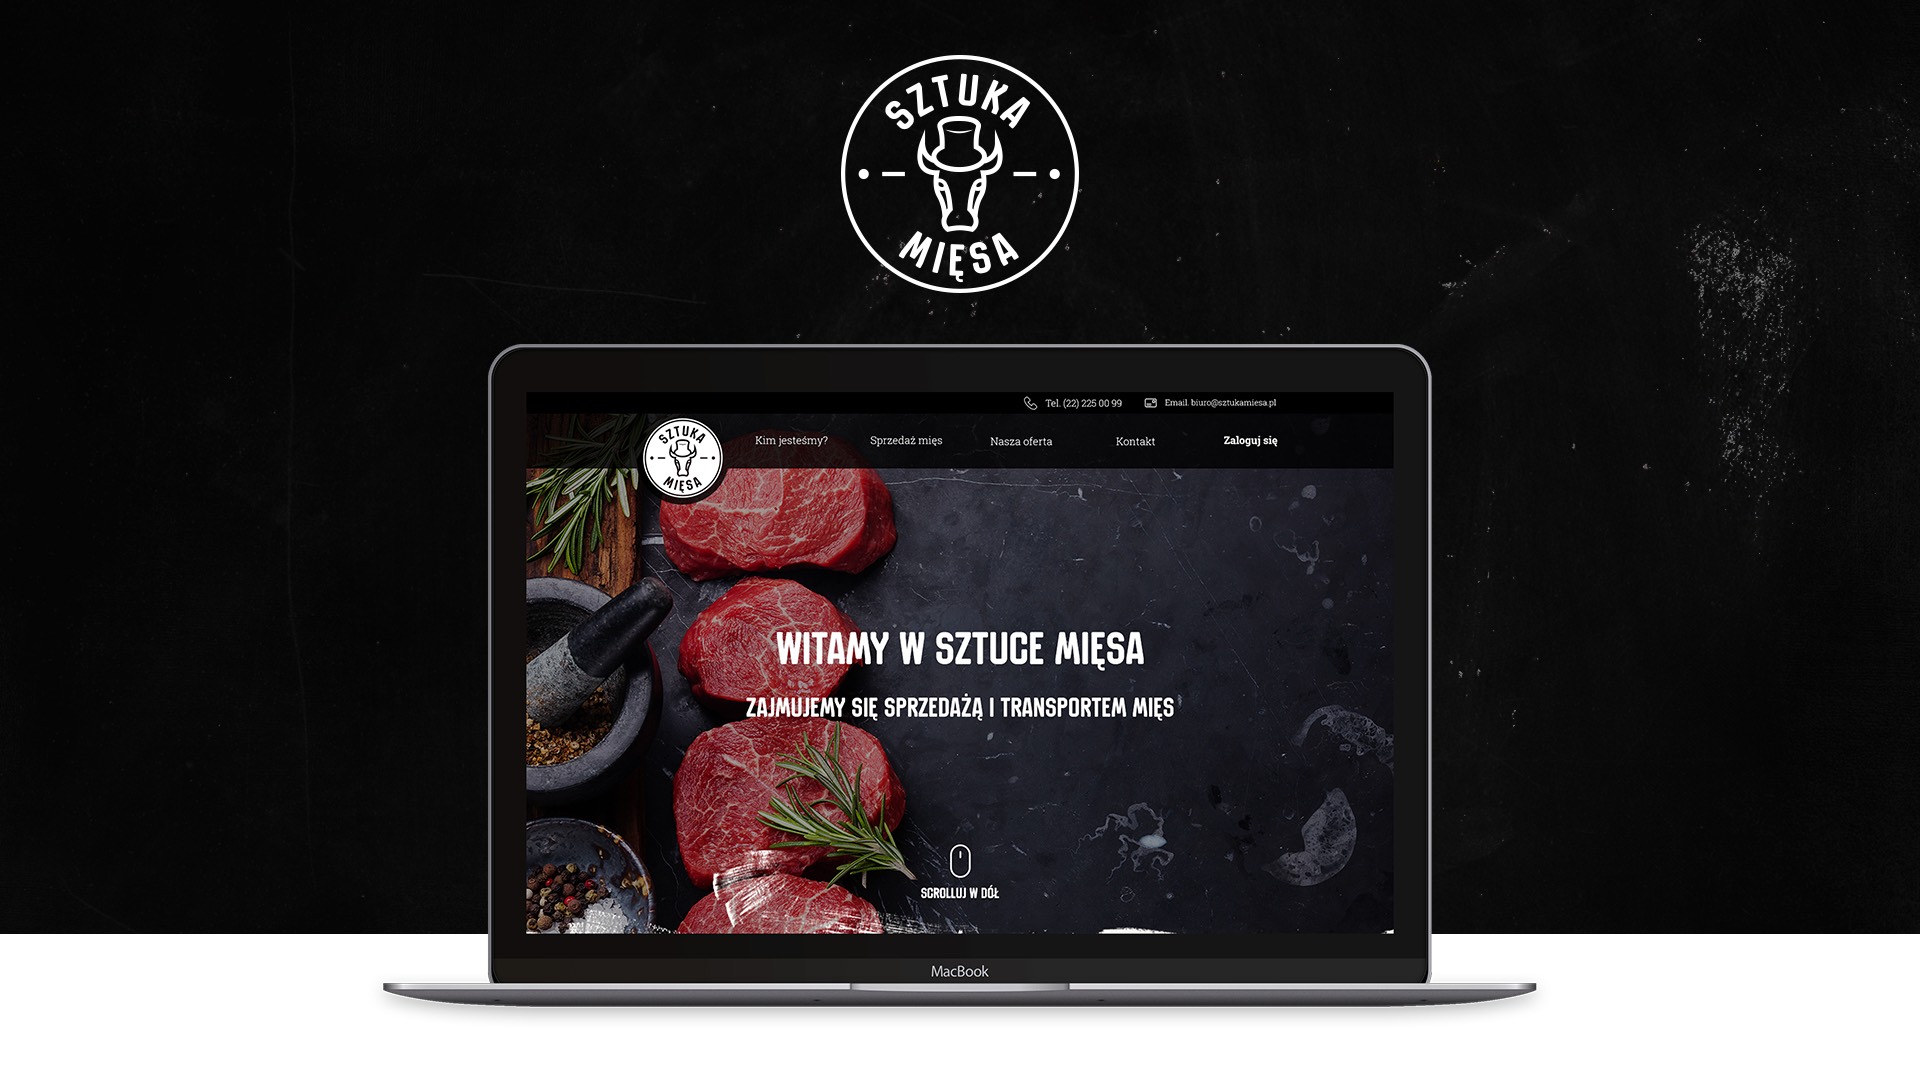 SZTUKA
MIĘSA
Tel. (22) 225 00 99
Email. biuro@sztukamiesa.pl
SZTUKA
MIĘSA
Kim jesteśmy?
Sprzedaż mięs
Nasza oferta
Kontakt
Zaloguj się
WITAMY W SZTUCE MIĘSA
ZAJMUJEMY SIĘ SPRZEDAŻĄ I TRANSPORTEM MIĘS
SCROLLUJ W DÓŁ
MacBook